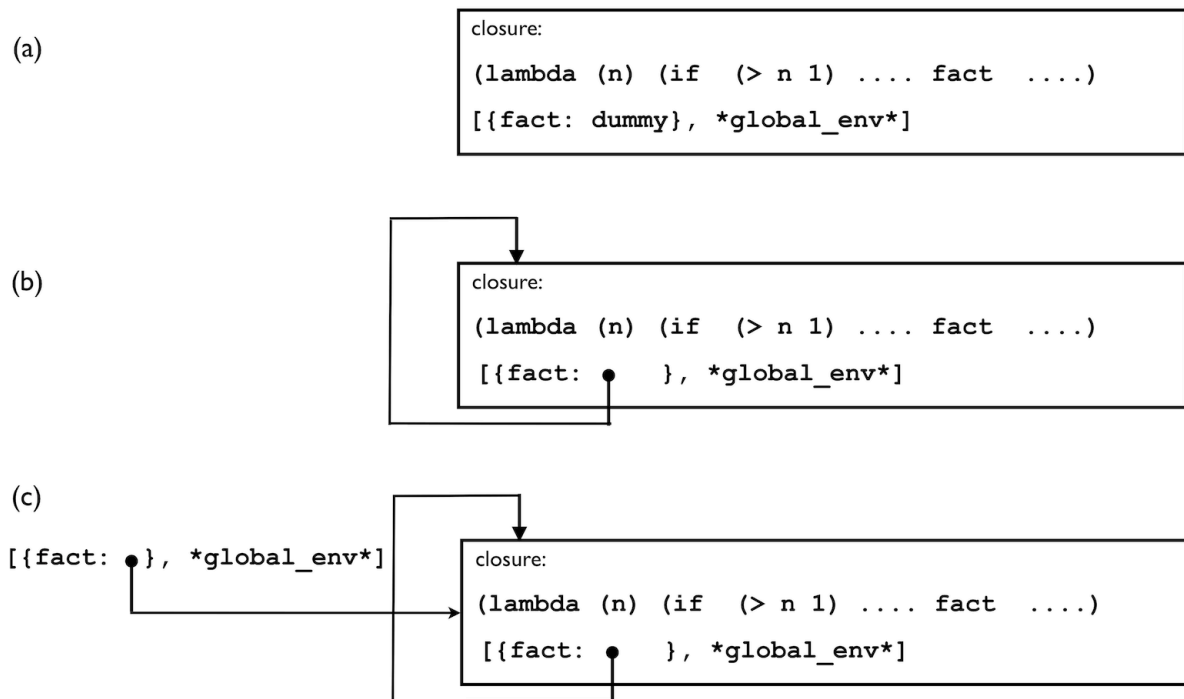 (a)
closure:
(lambda (n) (if (> n 1) .... fact ....)
[{fact: dummy}, *global_env*]
(b)
closure:
(lambda (n) (if (> n 1) .... fact ....)
[{fact: }, *global_env*]
(c)
[{fact: }, *global_env*]
closure:
(lambda (n) (if (> n 1) .... fact ....)
[{fact: }, *global_env*]